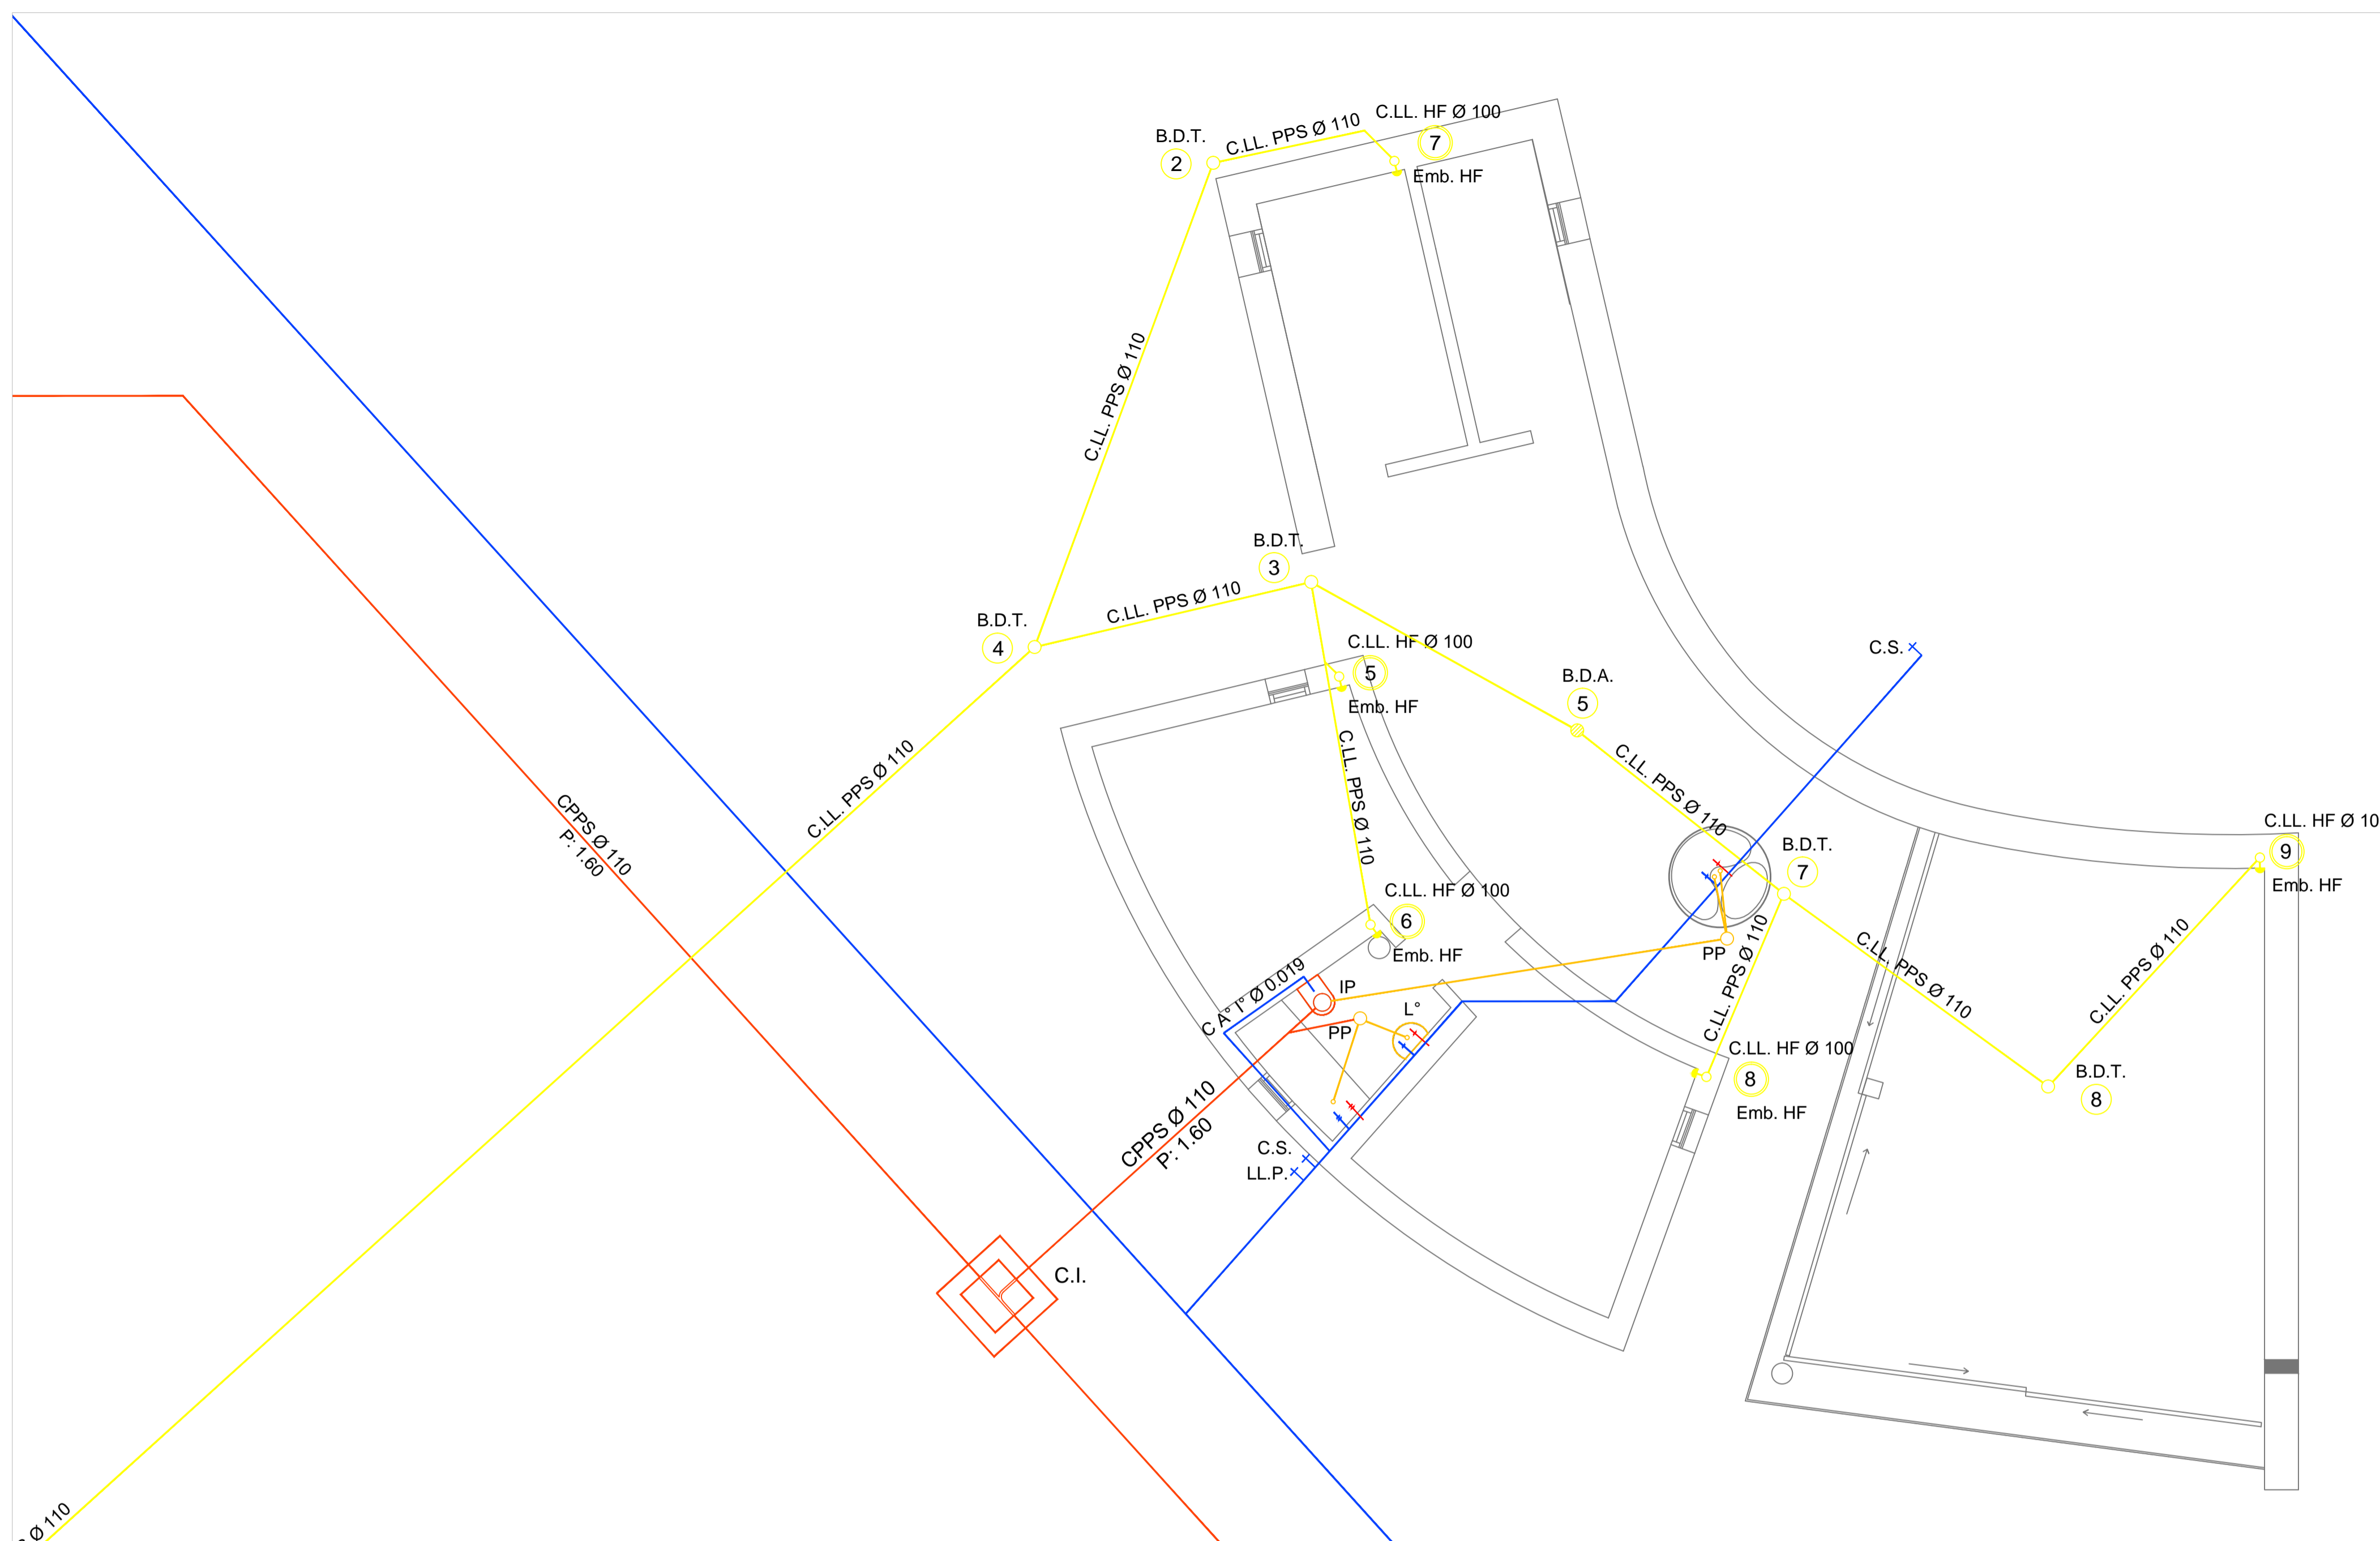 C.LL. HF Ø 100
C.LL. PPS Ø 110
7
B.D.T.
2
Emb. HF
C.LL. PPS Ø 110
B.D.T.
3
C.LL. PPS Ø 110
B.D.T.
4
C.LL. HF Ø 100
5
Emb. HF
C.S.
B.D.A.
5
C.LL. PPS Ø 110
C.LL. PPS Ø 110
C.LL. PPS Ø 110
CPPS Ø 110
P: 1.60
C.LL. HF Ø 10
9
Emb. HF
B.D.T.
7
C.LL. HF Ø 100
6
Emb. HF
PP
C.LL. PPS Ø 110
C.LL. PPS Ø 110
C.LL. PPS Ø 110
C A° I° Ø 0.019
IP
L°
PP
C.LL. HF Ø 100
8
Emb. HF
B.D.T.
8
CPPS Ø 110
P: 1.60
C.S.
LL.P.
C.I.
Ø 110